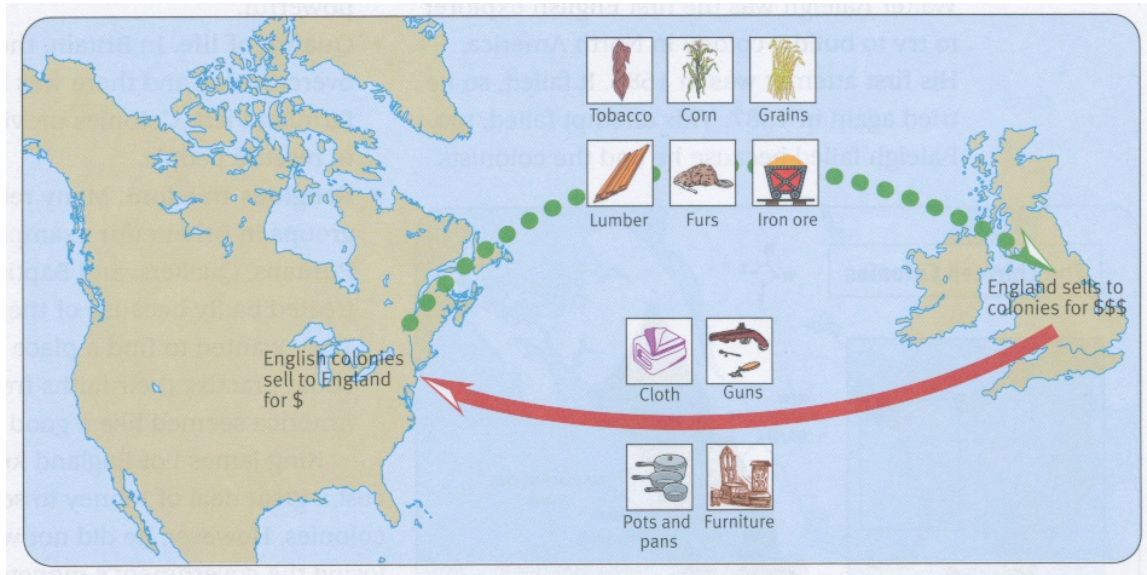 Tobacco
Corn
Grains
Lumber
Furs
Iron ore
England sells to
colonies for $$$
English colonies
sell to England
for $
Cloth
Guns
Pots and
pans
Furniture